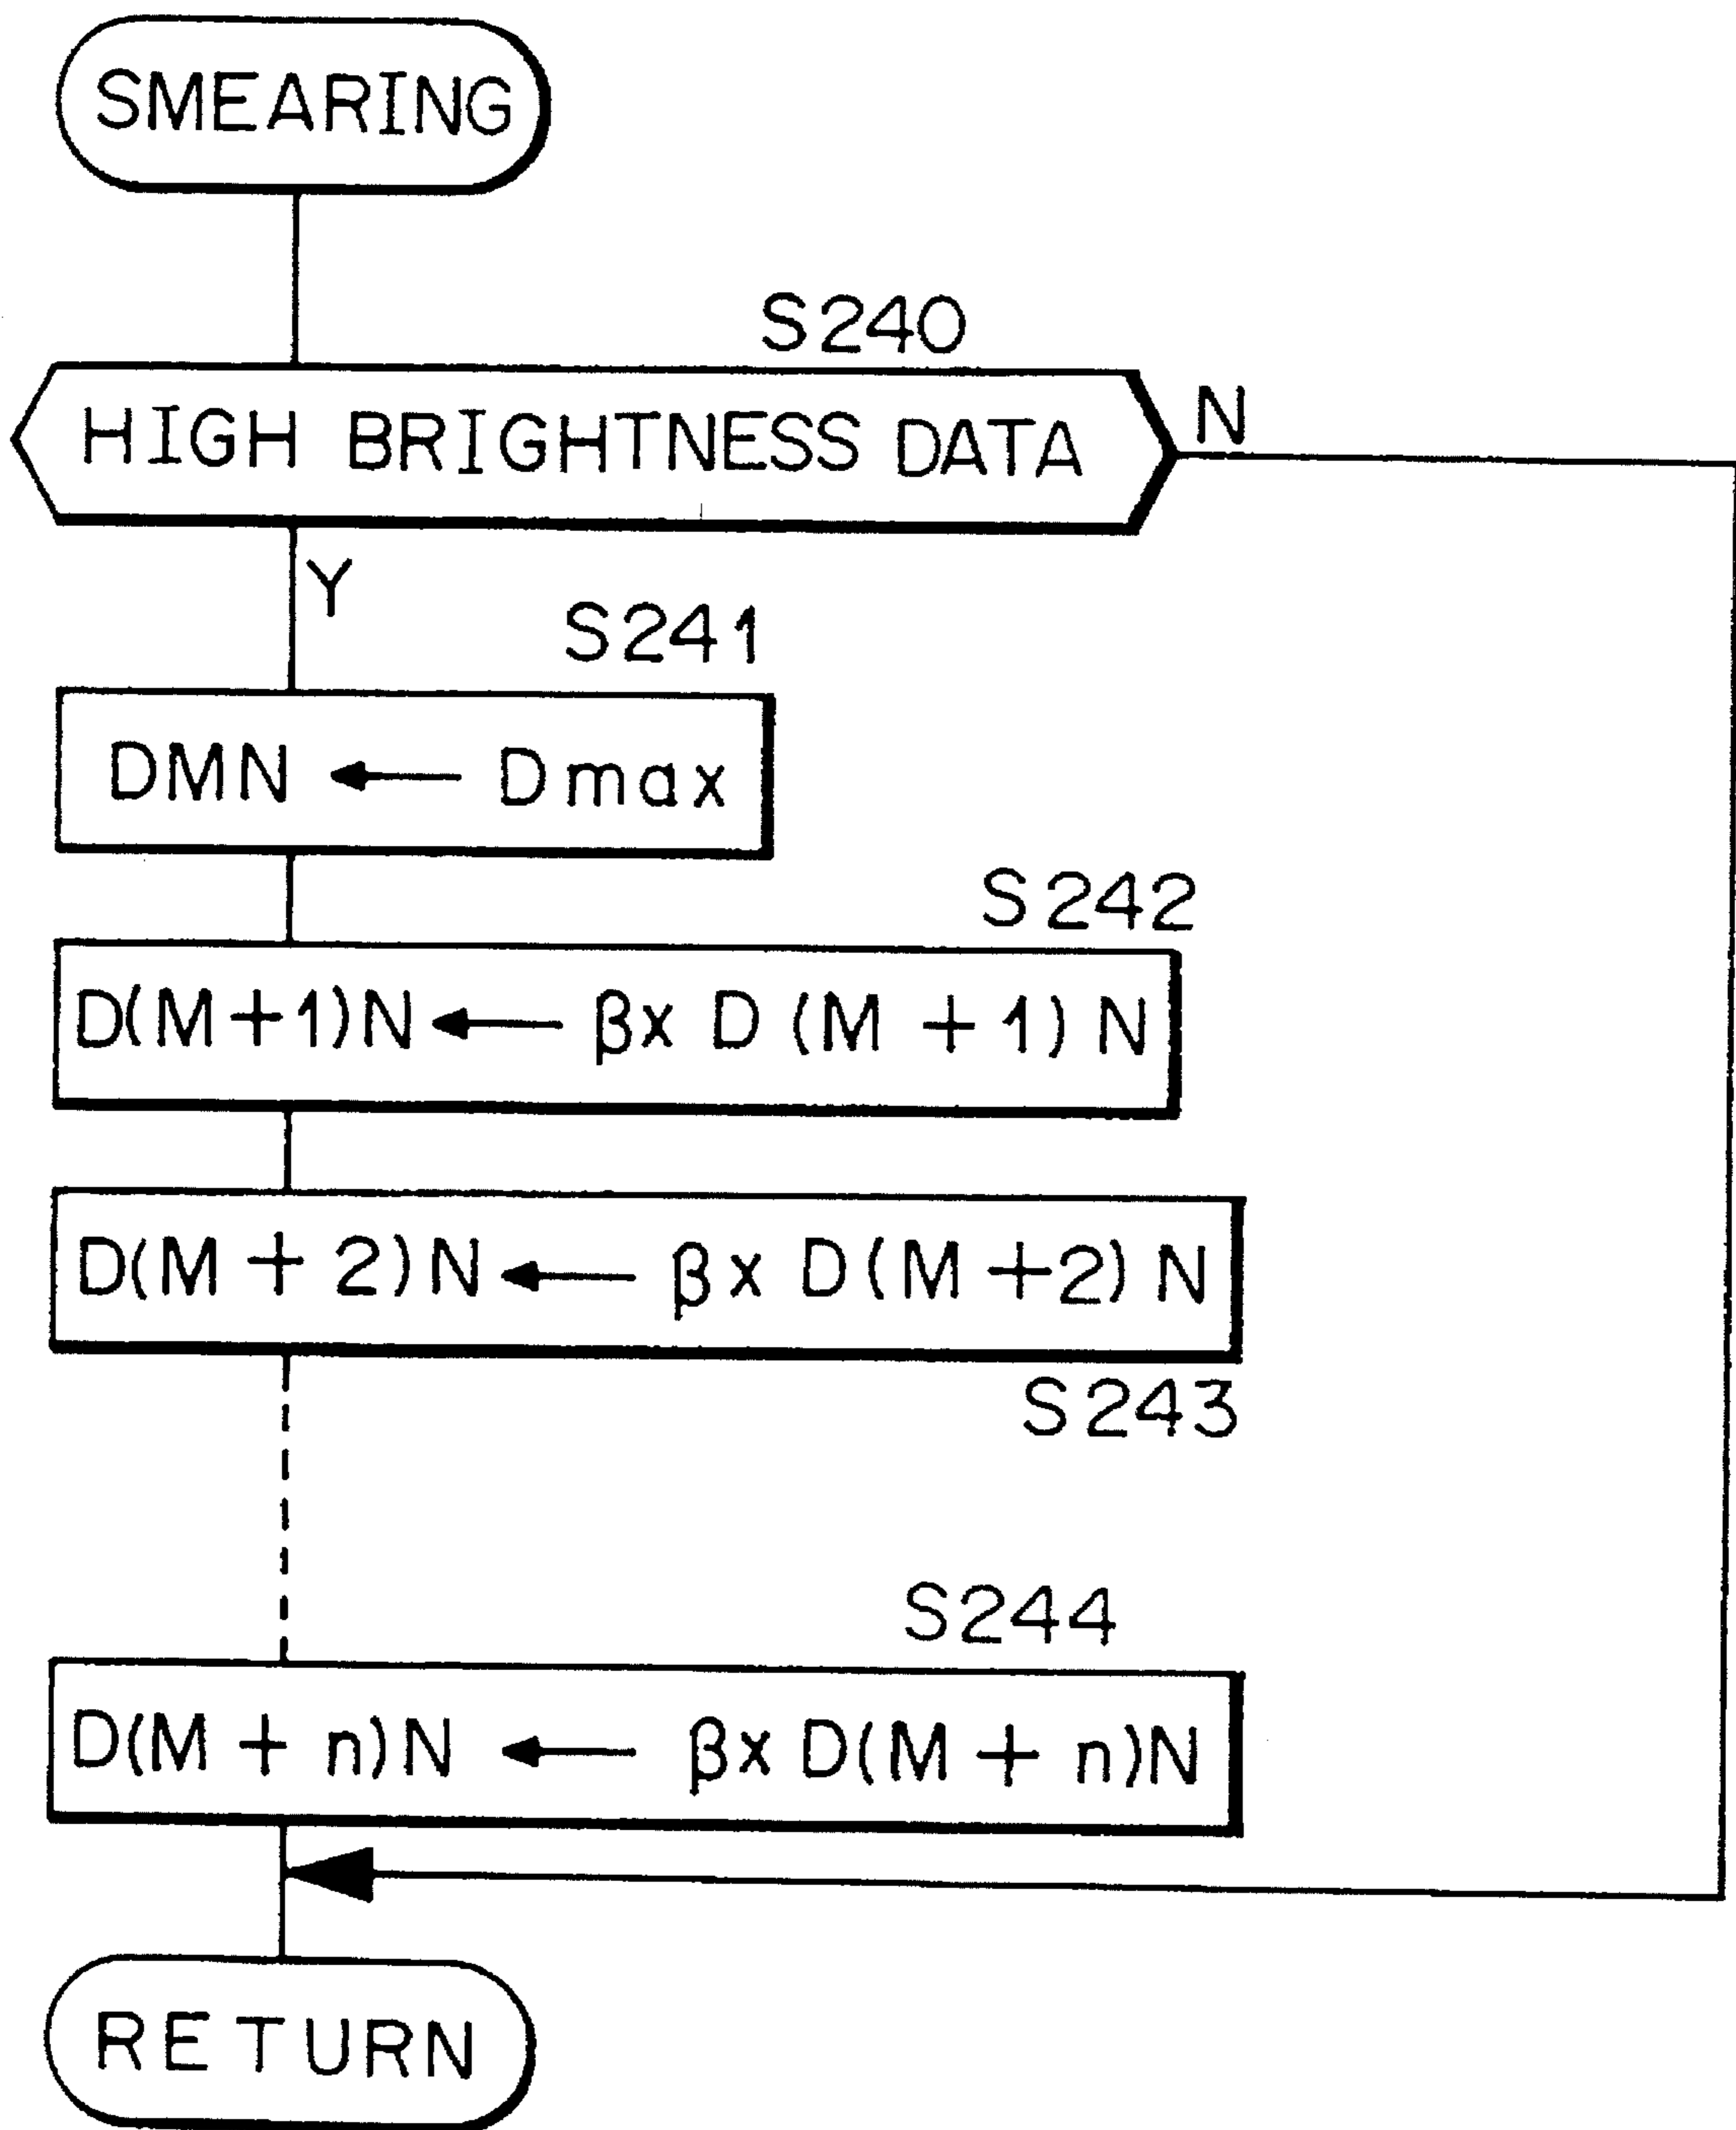 SMEARING
S240
HIGH BRIGHTNESS DATA
N
Y
S241
DMN ← Dmax
S242
D(M+1)N ← βx D(M+1)N
D(M+2)N ← βx D(M+2)N
S243
S244
D(M+n)N ← βx D(M+n)N
RETURN